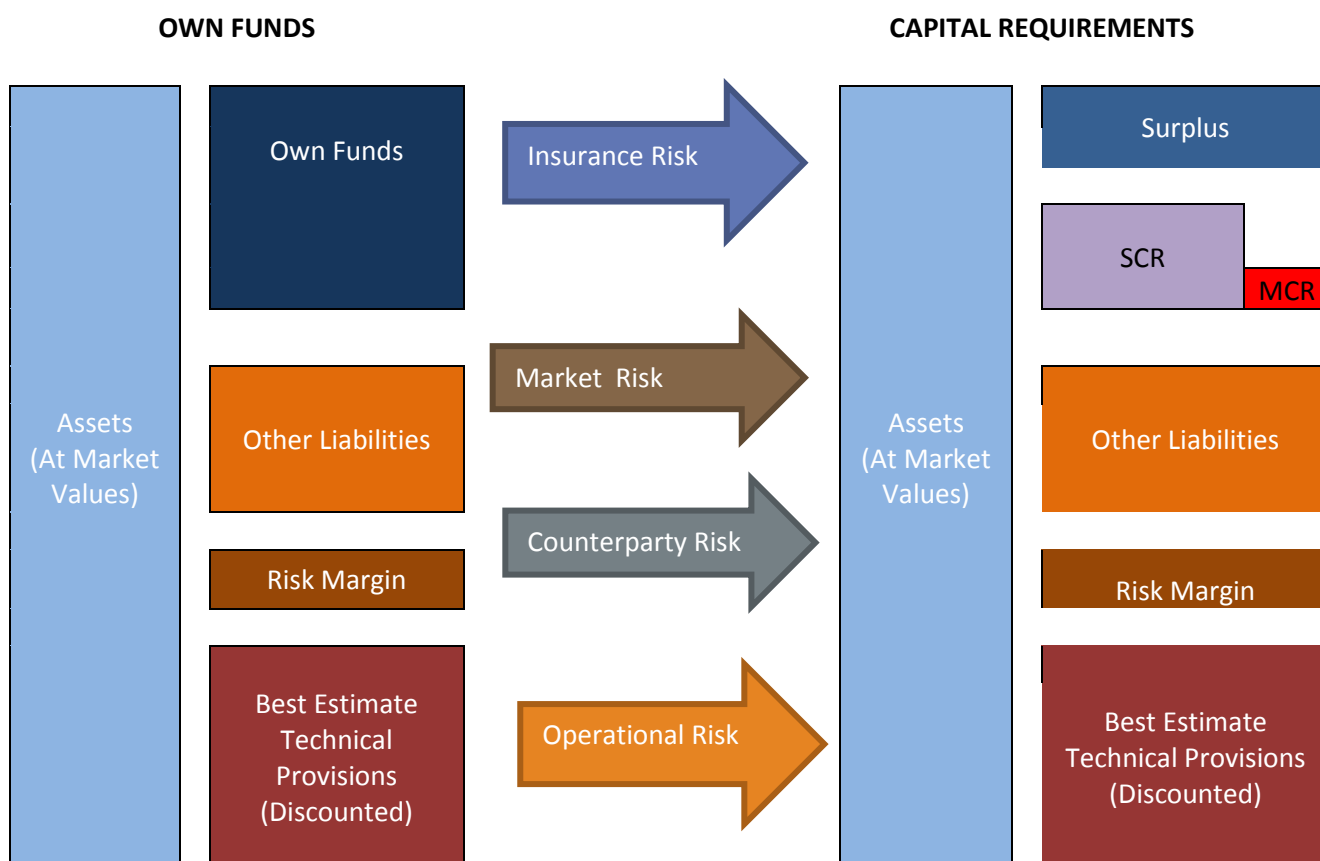 OWN FUNDS
CAPITAL REQUIREMENTS
Assets
(At Market
Values)
Own Funds
Other Liabilities
Risk Margin
Best Estimate
Technical
Provisions
(Discounted)
Insurance Risk
Market  Risk
Counterparty Risk
Operational Risk
Assets
(At Market
Values)
Surplus
SCR
MCR
Other Liabilities
Risk Margin
Best Estimate
Technical Provisions
(Discounted)